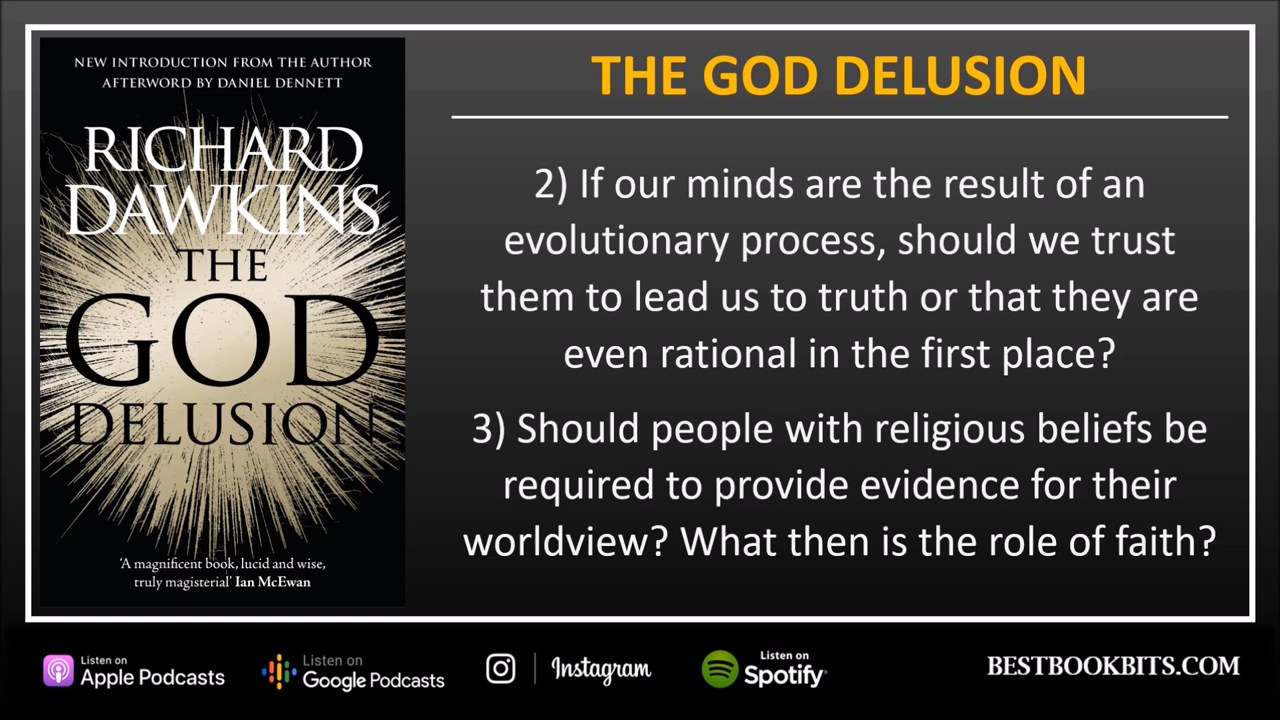 NEW INTRODUCTION FROM THE AUTHOR
AFTERWORD BY DANIEL DENNETT
RICHARD
DAWKINS
THE
GOD
DELUSION
‘A magnificent book, lucid and wise,
truly magisterial’ Ian McEwan
THE GOD DELUSION
2) If our minds are the result of an
evolutionary process, should we trust
them to lead us to truth or that they are
even rational in the first place?
3) Should people with religious beliefs be
required to provide evidence for their
worldview? What then is the role of faith?
Listen on
Apple Podcasts
Listen on
Google Podcasts
Instagram
Listen on
Spotify
BESTBOOKBITS.COM